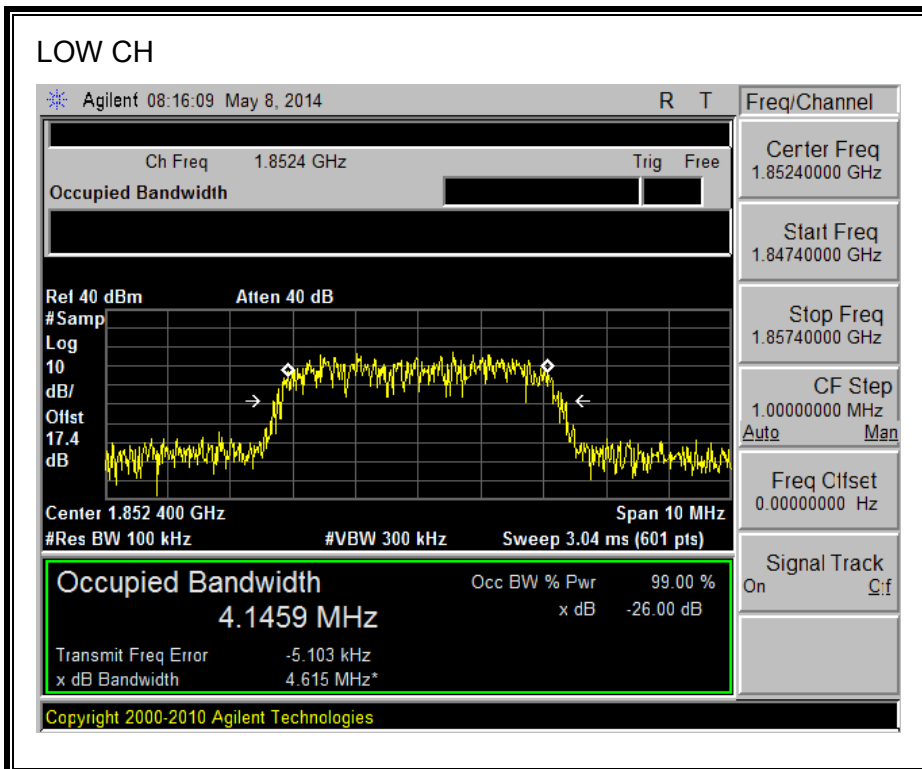 LOW CH
Agilent 08:16:09 May 8, 2014 R T
Freq/Channel
Ch Freq 1.8524 GHz Trig Free
Occupied Bandwidth
Center Freq
1.85240000 GHz
Start Freq
1.84740000 GHz
Stop Freq
1.85740000 GHz
CF Step
1.00000000 MHz
Auto Man
Freq Offset
0.00000000 Hz
Signal Track
On Off
Ref 40 dBm Atten 40 dB
#Samp
Log
10
dB/
Offst
17.4
dB
Center 1.852 400 GHz Span 10 MHz
#Res BW 100 kHz #VBW 300 kHz Sweep 3.04 ms (601 pts)
Occupied Bandwidth
4.1459 MHz
Occ BW % Pwr 99.00 %
x dB -26.00 dB
Transmit Freq Error -5.103 kHz
x dB Bandwidth 4.615 MHz*
Copyright 2000-2010 Agilent Technologies